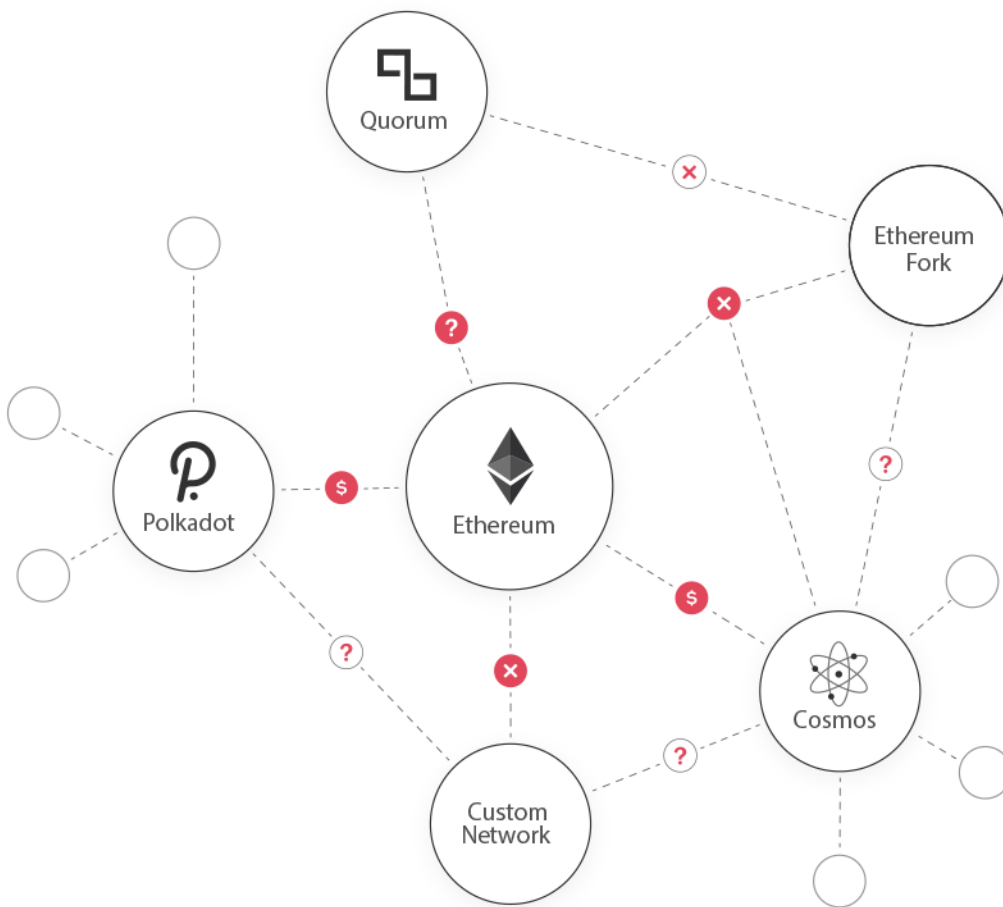 Quorum
Ethereum
Fork
?
$
Polkadot
Ethereum
?
$
?
Cosmos
?
Custom
Network